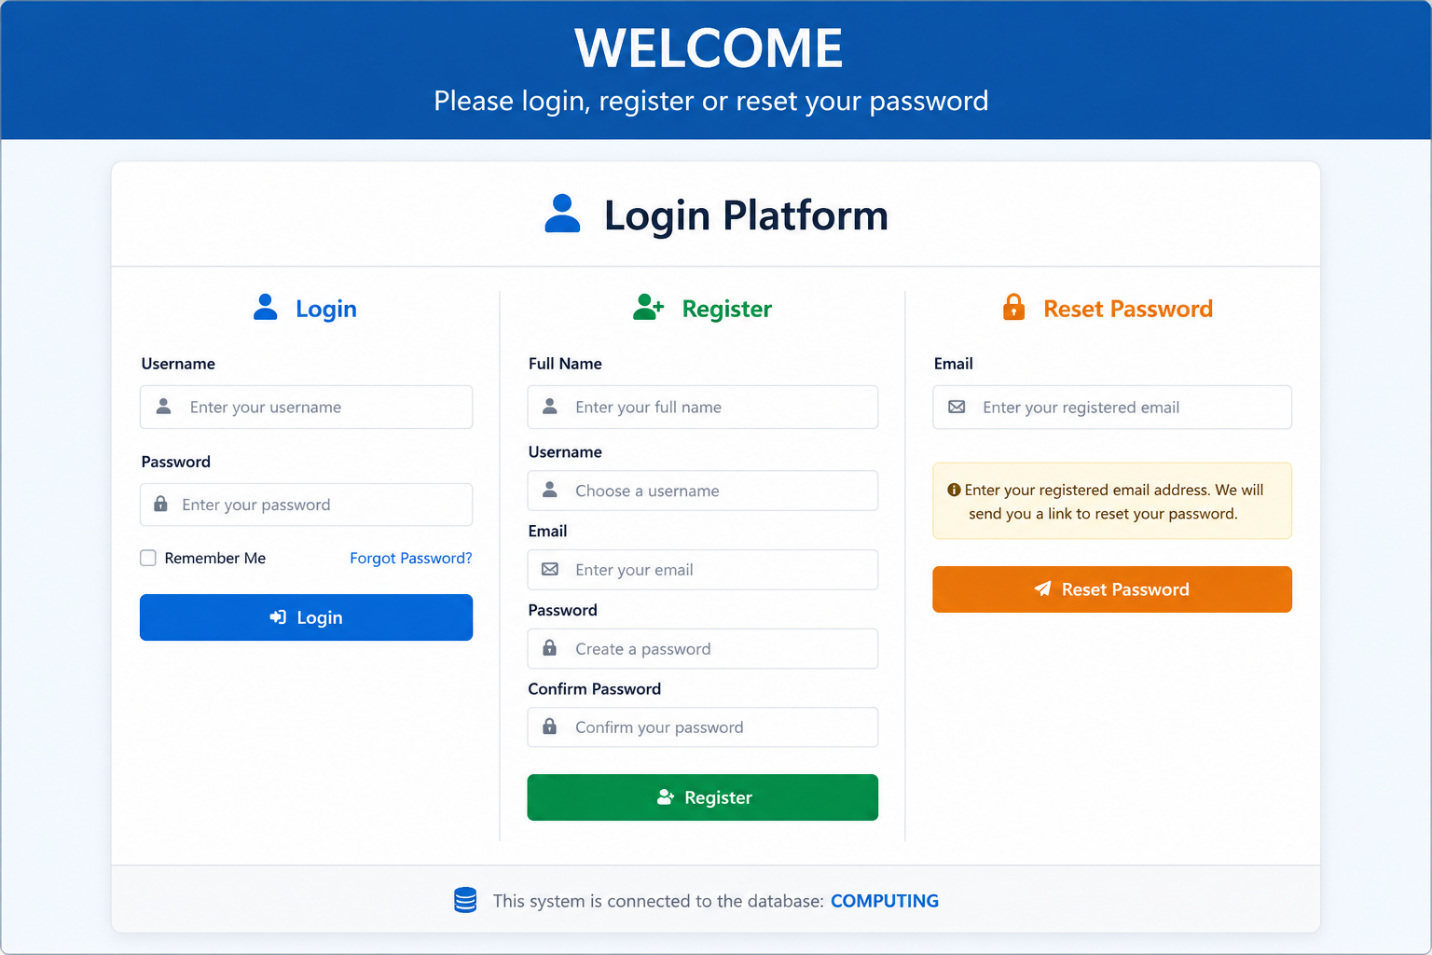 WELCOME
Please login, register or reset your password
Login Platform
Login
Username
Enter your username
Password
Enter your password
Remember Me
Forgot Password?
Login
Register
Full Name
Enter your full name
Username
Choose a username
Email
Enter your email
Password
Create a password
Confirm Password
Confirm your password
Register
Reset Password
Email
Enter your registered email
Enter your registered email address. We will
send you a link to reset your password.
Reset Password
This system is connected to the database: COMPUTING